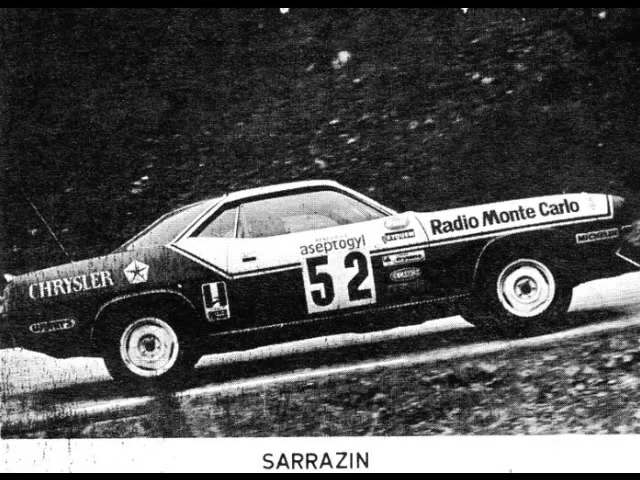 Radio Monte Carlo
MICHELIN
aseptogyl
52
CHRYSLER
SARRAZIN